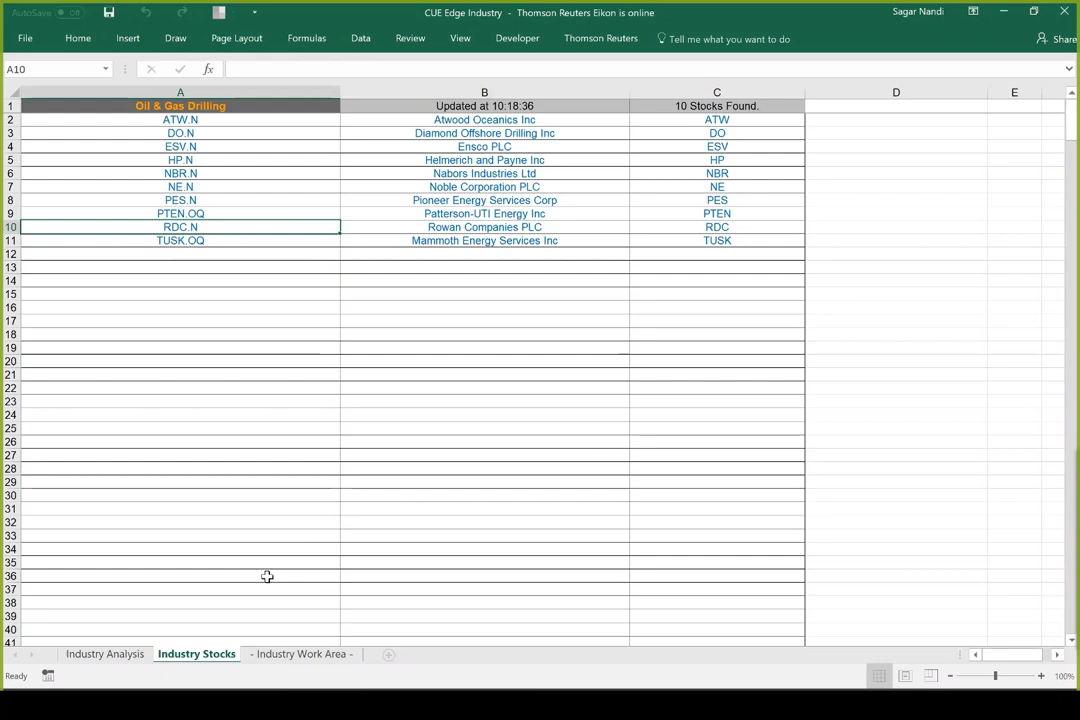 AutoSave Off
CUE Edge Industry - Thomson Reuters Eikon is online
Sagar Nandi
File Home Insert Draw Page Layout Formulas Data Review View Developer Thomson Reuters Tell me what you want to do Share
A10 fx
A B C D E
1 Oil & Gas Drilling Updated at 10:18:36 10 Stocks Found.
2 ATW.N Atwood Oceanics Inc ATW
3 DO.N Diamond Offshore Drilling Inc DO
4 ESV.N Ensco PLC ESV
5 HP.N Helmerich and Payne Inc HP
6 NBR.N Nabors Industries Ltd NBR
7 NE.N Noble Corporation PLC NE
8 PES.N Pioneer Energy Services Corp PES
9 PTEN.OQ Patterson-UTI Energy Inc PTEN
10 RDC.N Rowan Companies PLC RDC
11 TUSK.OQ Mammoth Energy Services Inc TUSK
12
13
14
15
16
17
18
19
20
21
22
23
24
25
26
27
28
29
30
31
32
33
34
35
36
37
38
39
40
41
Industry Analysis Industry Stocks - Industry Work Area -
Ready 100%